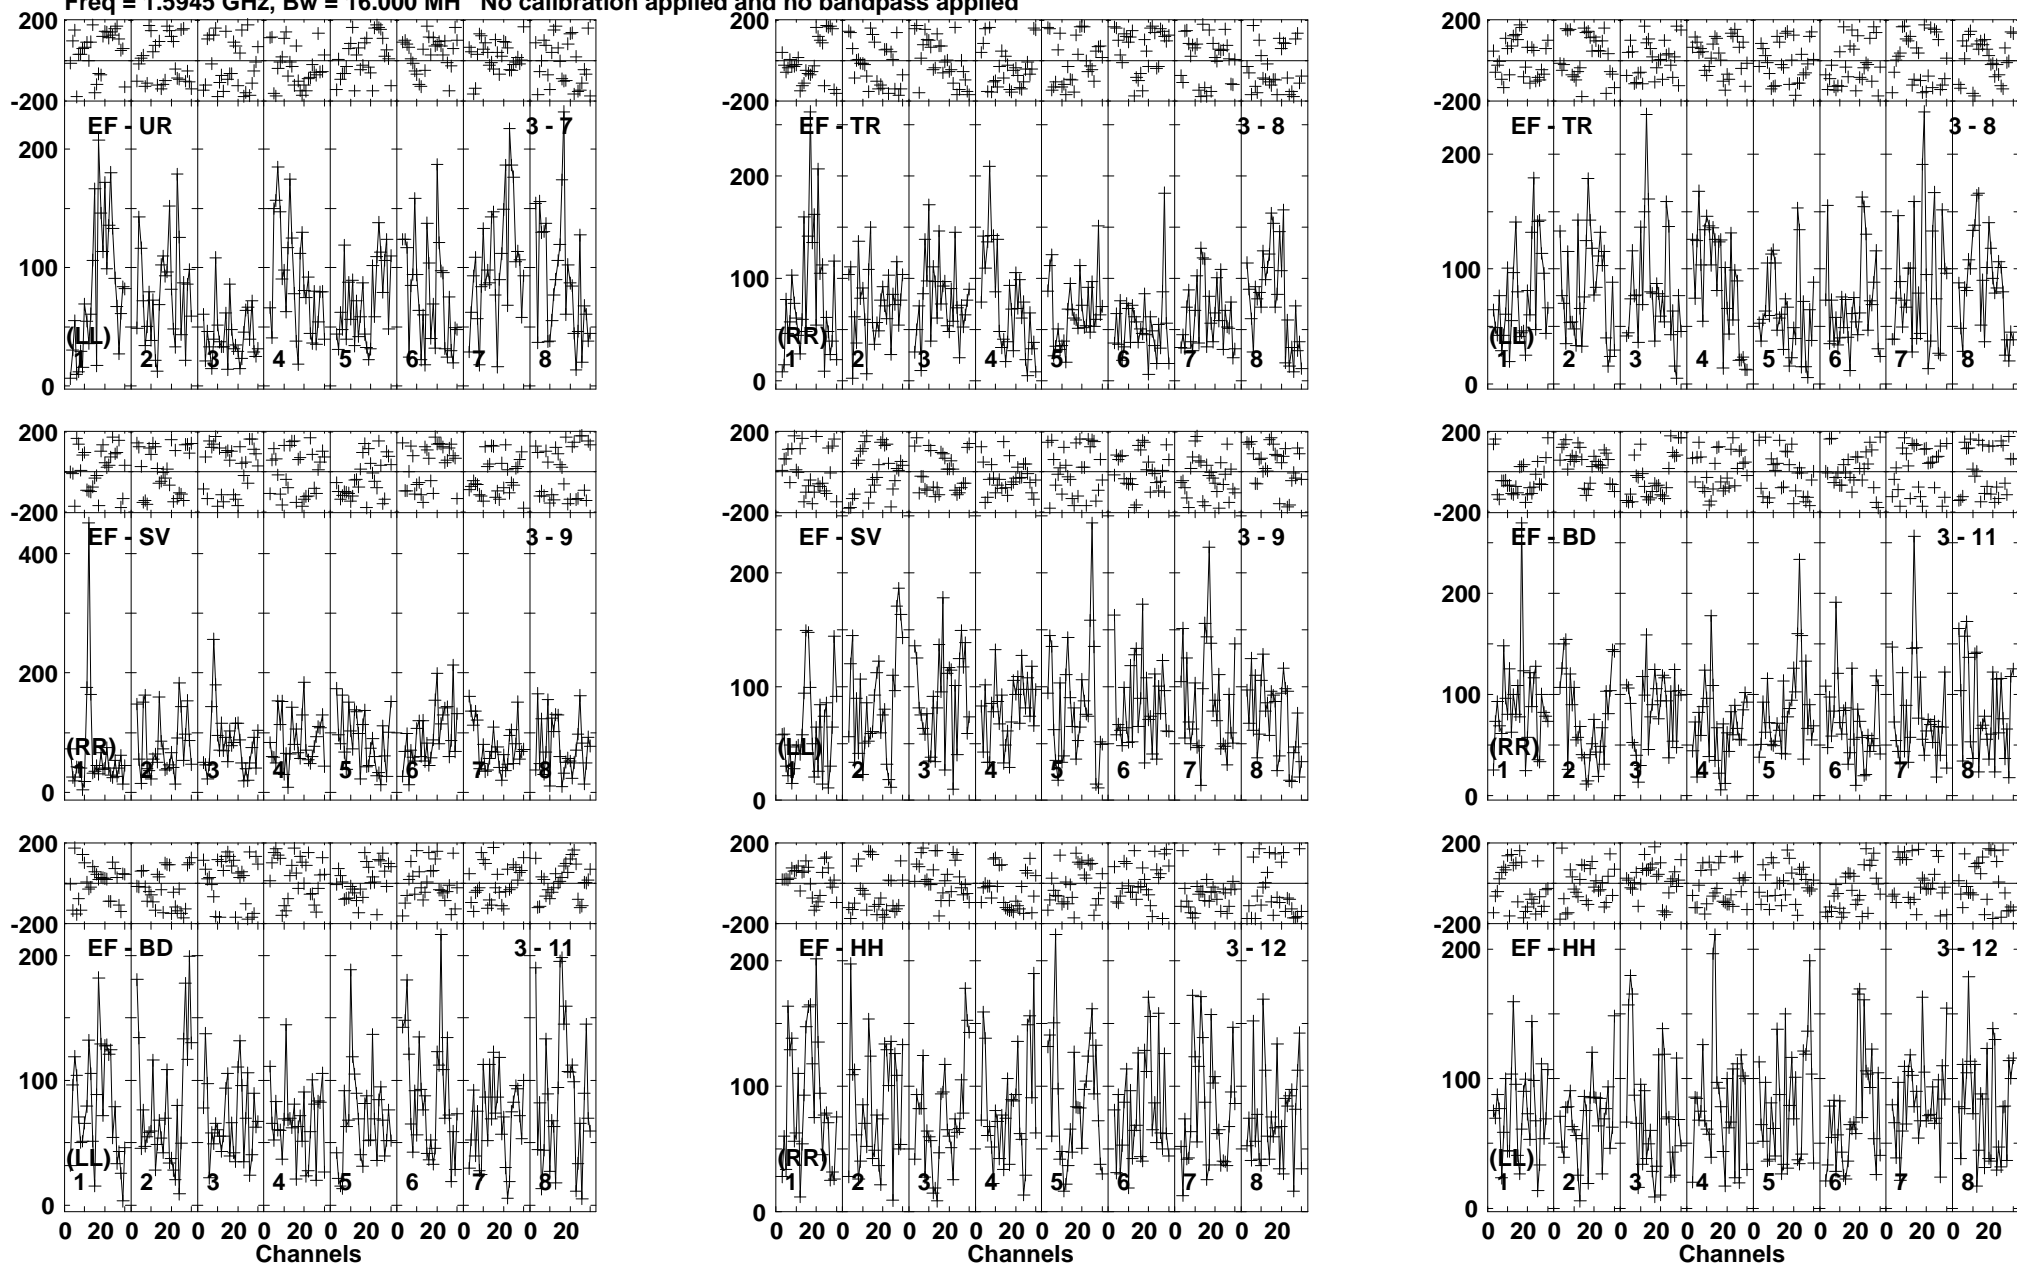 Freq = 1.5945 GHz, Bw = 16.000 MH No calibration applied and no bandpass applied
200 200 200
-200 -200 -200
EF - UR 3 - 7 EF - TR 3 - 8 EF - TR 3 - 8
200 200 200
100 100 100
(LL) (RR) (LL)
1 2 3 4 5 6 7 8 1 2 3 4 5 6 7 8 1 2 3 4 5 6 7 8
0 0 0
200 200 200
-200 -200 -200
EF - SV 3 - 9 EF - SV 3 - 9 EF - BD 3 - 11
400 200 200
200 100 100
(RR) (LL) (RR)
1 2 3 4 5 6 7 8 1 2 3 4 5 6 7 8 1 2 3 4 5 6 7 8
0 0 0
200 200 200
-200 -200 -200
EF - BD 3 - 11 EF - HH 3 - 12 EF - HH 3 - 12
200 200 200
100 100 100
(LL) (RR) (LL)
1 2 3 4 5 6 7 8 1 2 3 4 5 6 7 8 1 2 3 4 5 6 7 8
0 0 0
0 20 0 20 0 20 0 20 0 20 0 20 0 20 0 20 0 20 0 20 0 20 0 20 0 20 0 20 0 20 0 20 0 20 0 20 0 20 0 20 0 20 0 20 0 20 0 20
Channels Channels Channels